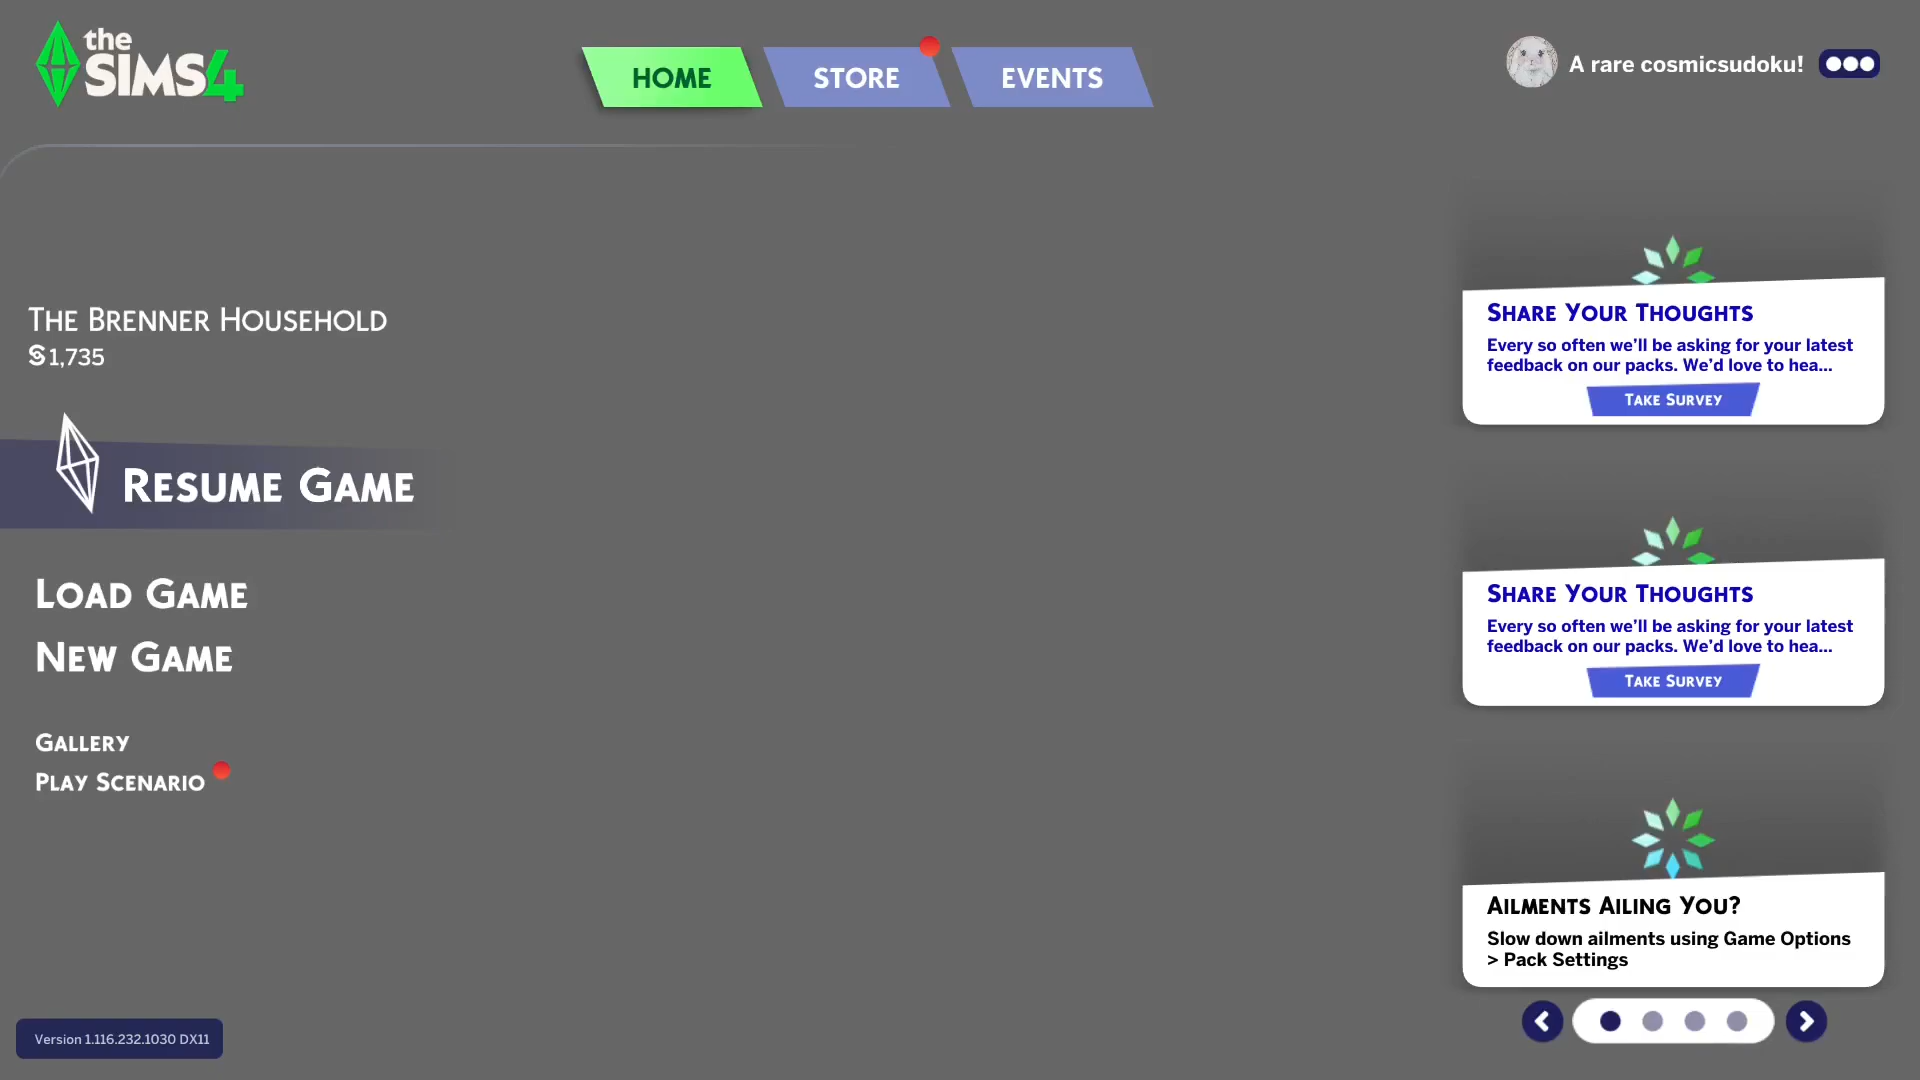 the
SIMS4
HOME
STORE
EVENTS
A rare cosmicsudoku!
THE BRENNER HOUSEHOLD
§1,735
RESUME GAME
LOAD GAME
NEW GAME
GALLERY
PLAY SCENARIO
SHARE YOUR THOUGHTS
Every so often we'll be asking for your latest
feedback on our packs. We'd love to hea...
TAKE SURVEY
SHARE YOUR THOUGHTS
Every so often we'll be asking for your latest
feedback on our packs. We'd love to hea...
TAKE SURVEY
AILMENTS AILING YOU?
Slow down ailments using Game Options
> Pack Settings
Version 1.116.232.1030 DX11